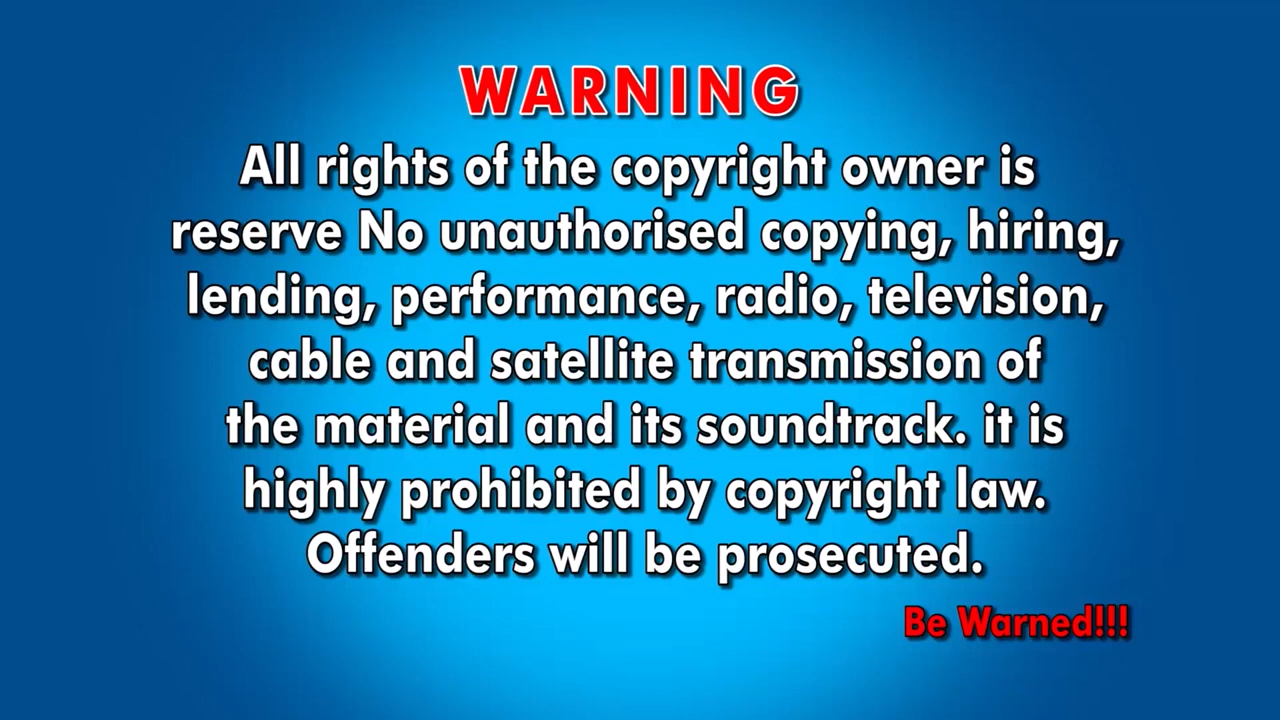 WARNING
All rights of the copyright owner is
reserve No unauthorised copying, hiring,
lending, performance, radio, television,
cable and satellite transmission of
the material and its soundtrack. it is
highly prohibited by copyright law.
Offenders will be prosecuted.
Be Warned!!!